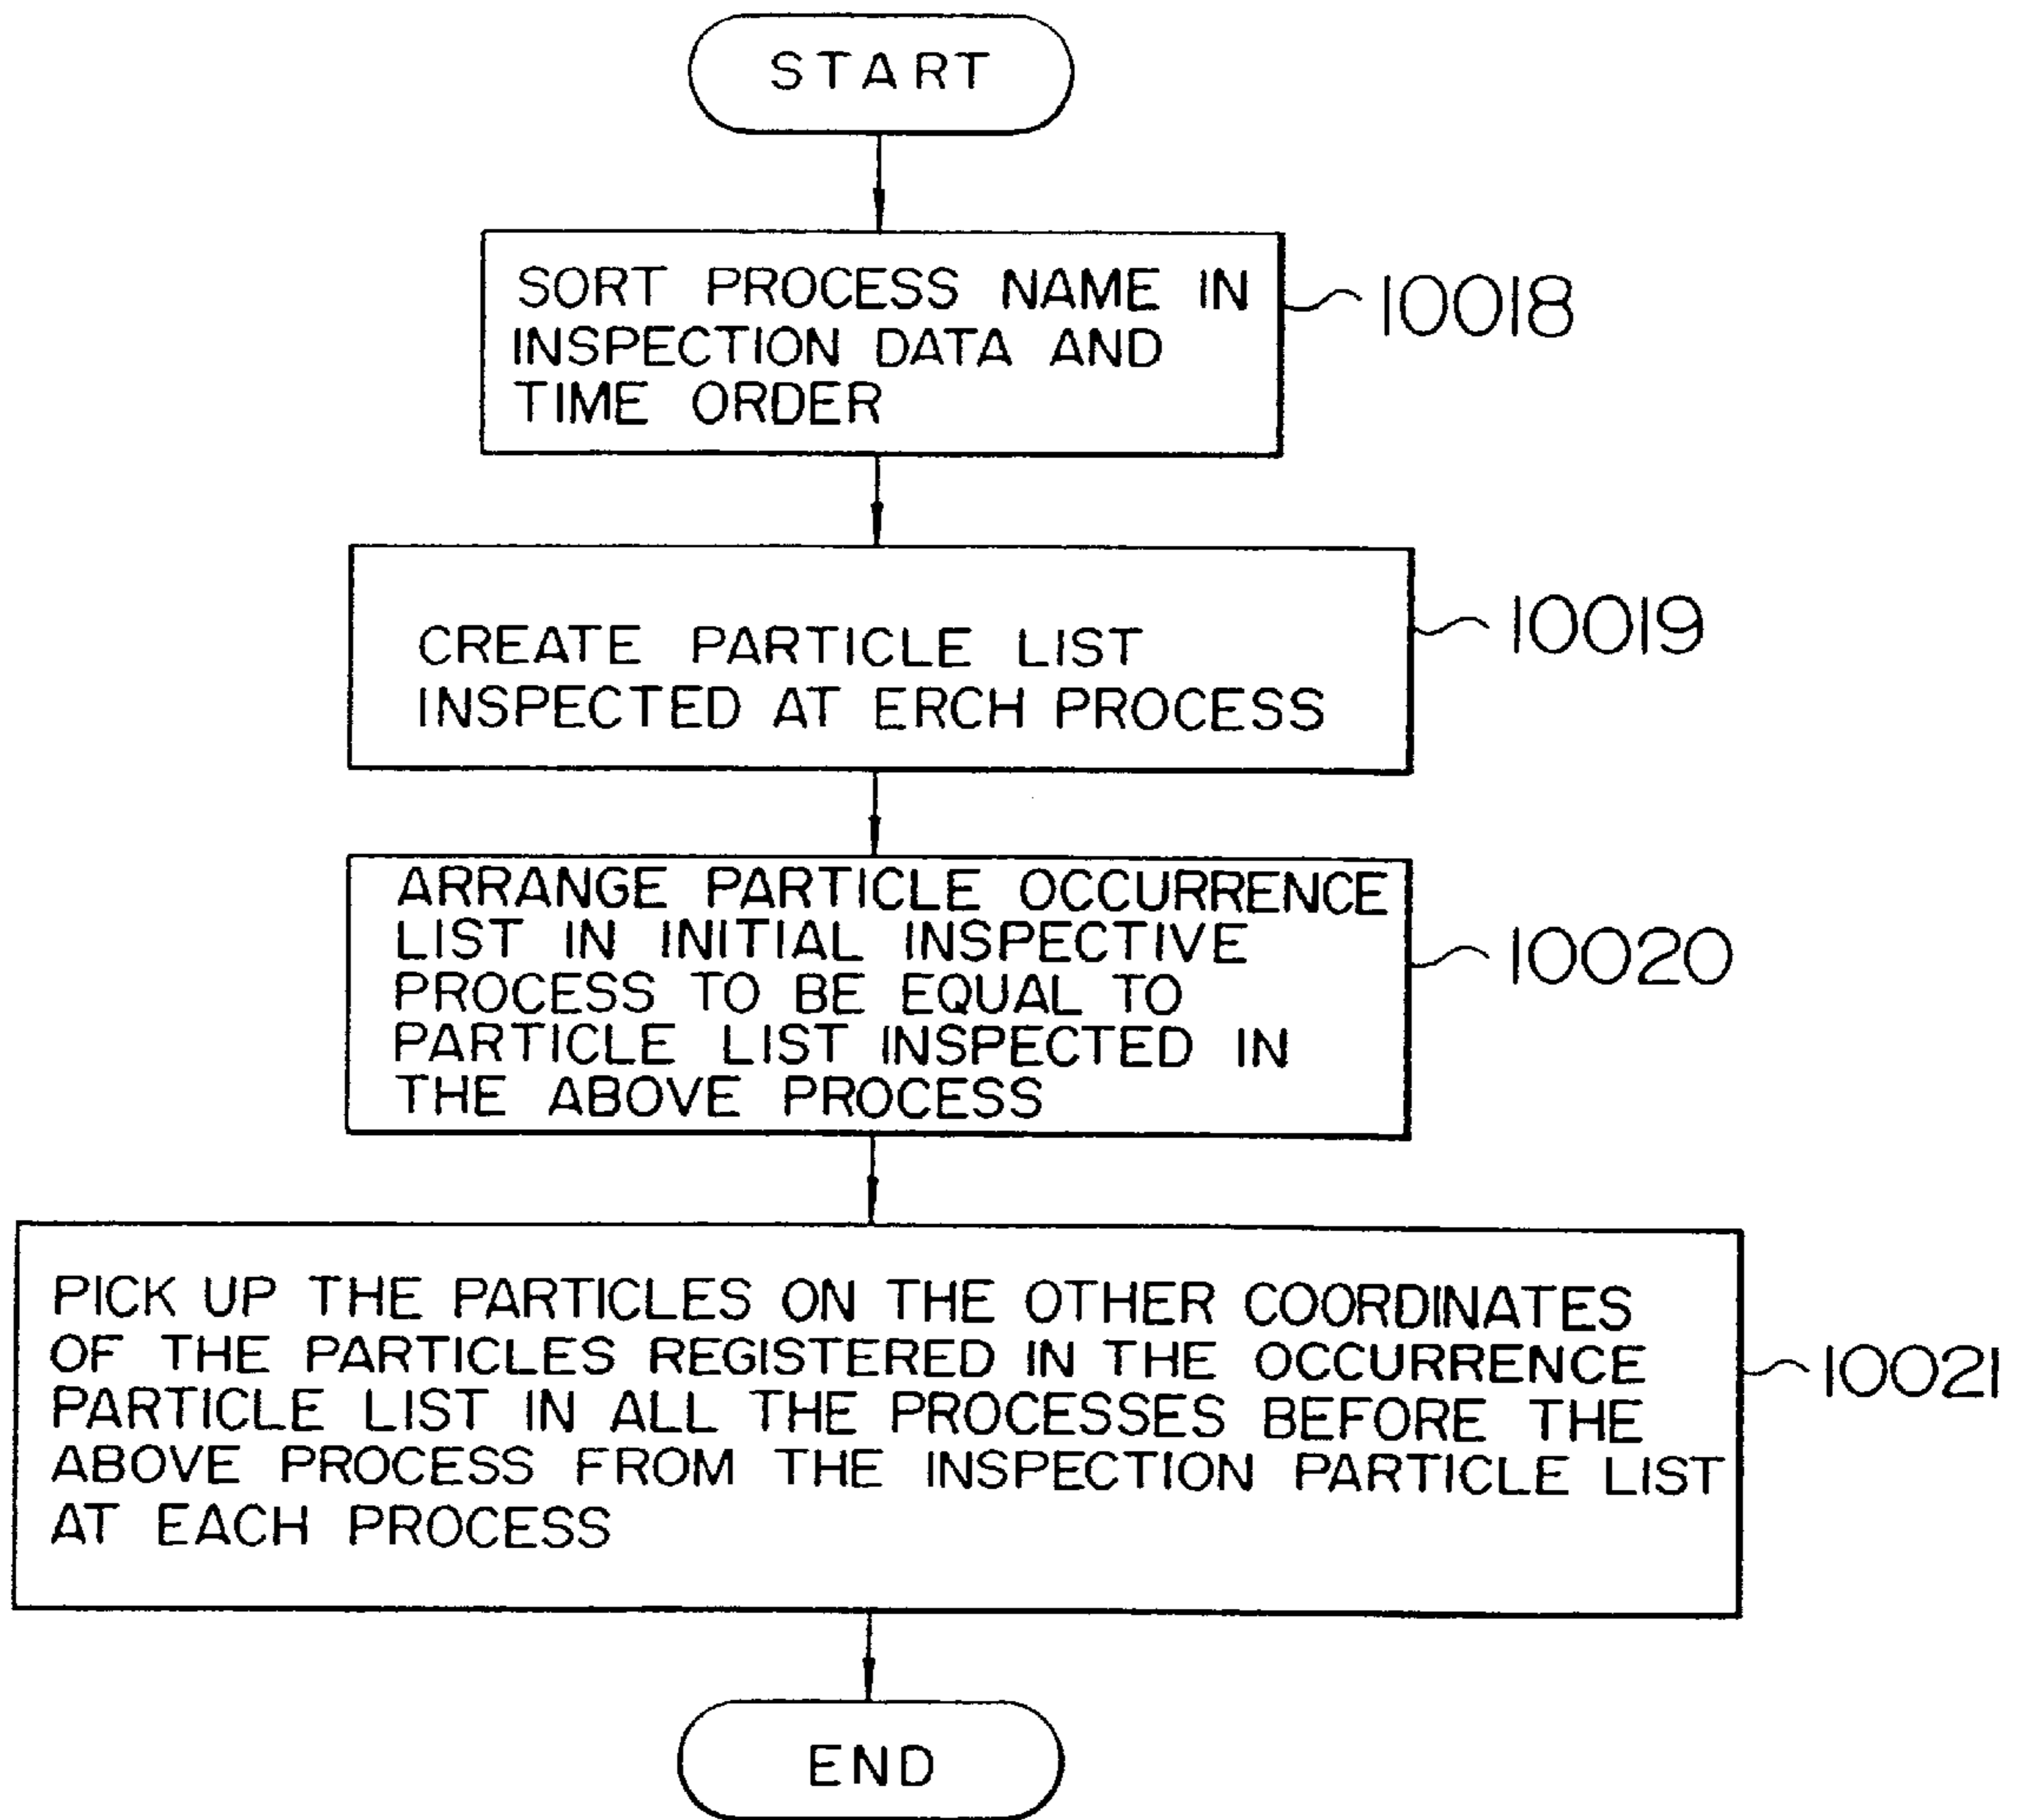 START
SORT PROCESS NAME IN
INSPECTION DATA AND
TIME ORDER
10018
CREATE PARTICLE LIST
INSPECTED AT ERCH PROCESS
10019
ARRANGE PARTICLE OCCURRENCE
LIST IN INITIAL INSPECTIVE
PROCESS TO BE EQUAL TO
PARTICLE LIST INSPECTED IN
THE ABOVE PROCESS
10020
PICK UP THE PARTICLES ON THE OTHER COORDINATES
OF THE PARTICLES REGISTERED IN THE OCCURRENCE
PARTICLE LIST IN ALL THE PROCESSES BEFORE THE
ABOVE PROCESS FROM THE INSPECTION PARTICLE LIST
AT EACH PROCESS
10021
END